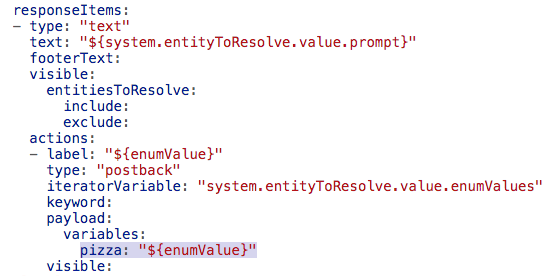 responseItems:
- type: "text"
text: "${system.entityToResolve.value.prompt}"
footerText:
visible:
entitiesToResolve:
include:
exclude:
actions:
- label: "${enumValue}"
type: "postback"
iteratorVariable: "system.entityToResolve.value.enumValues"
keyword:
payload:
variables:
pizza: "${enumValue}"
visible: